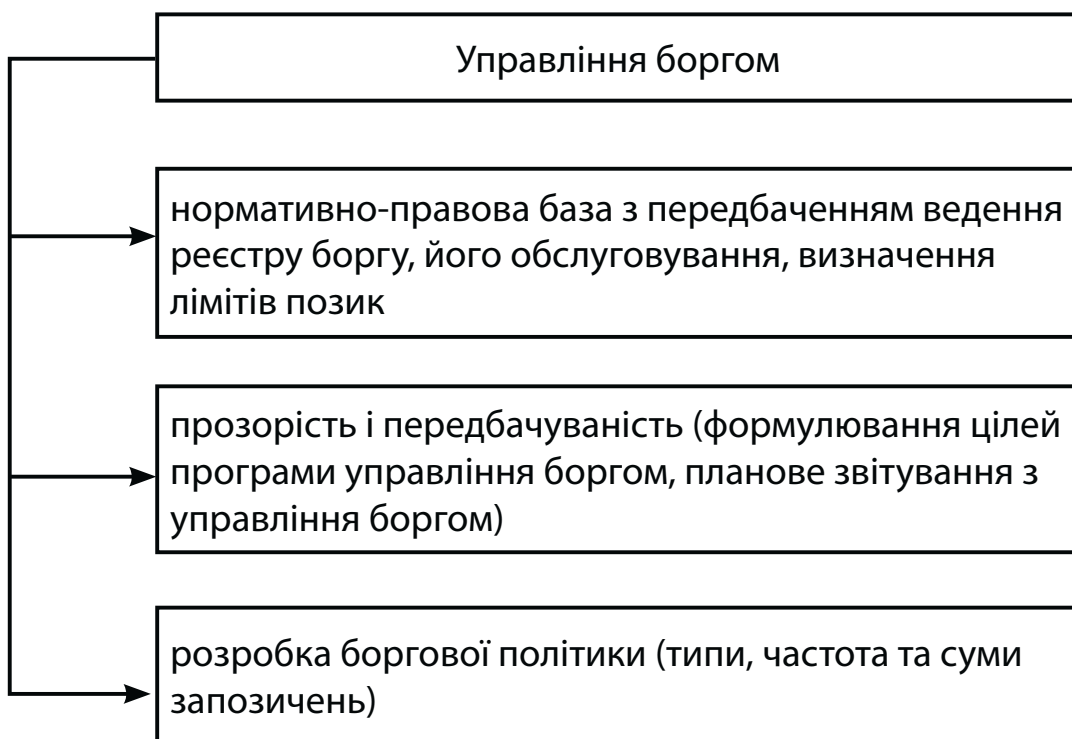 Управління боргом
нормативно-правова база з передбаченням ведення
реєстру боргу, його обслуговування, визначення
лімітів позик
прозорість і передбачуваність (формулювання цілей
програми управління боргом, планове звітування з
управління боргом)
розробка боргової політики (типи, частота та суми
запозичень)